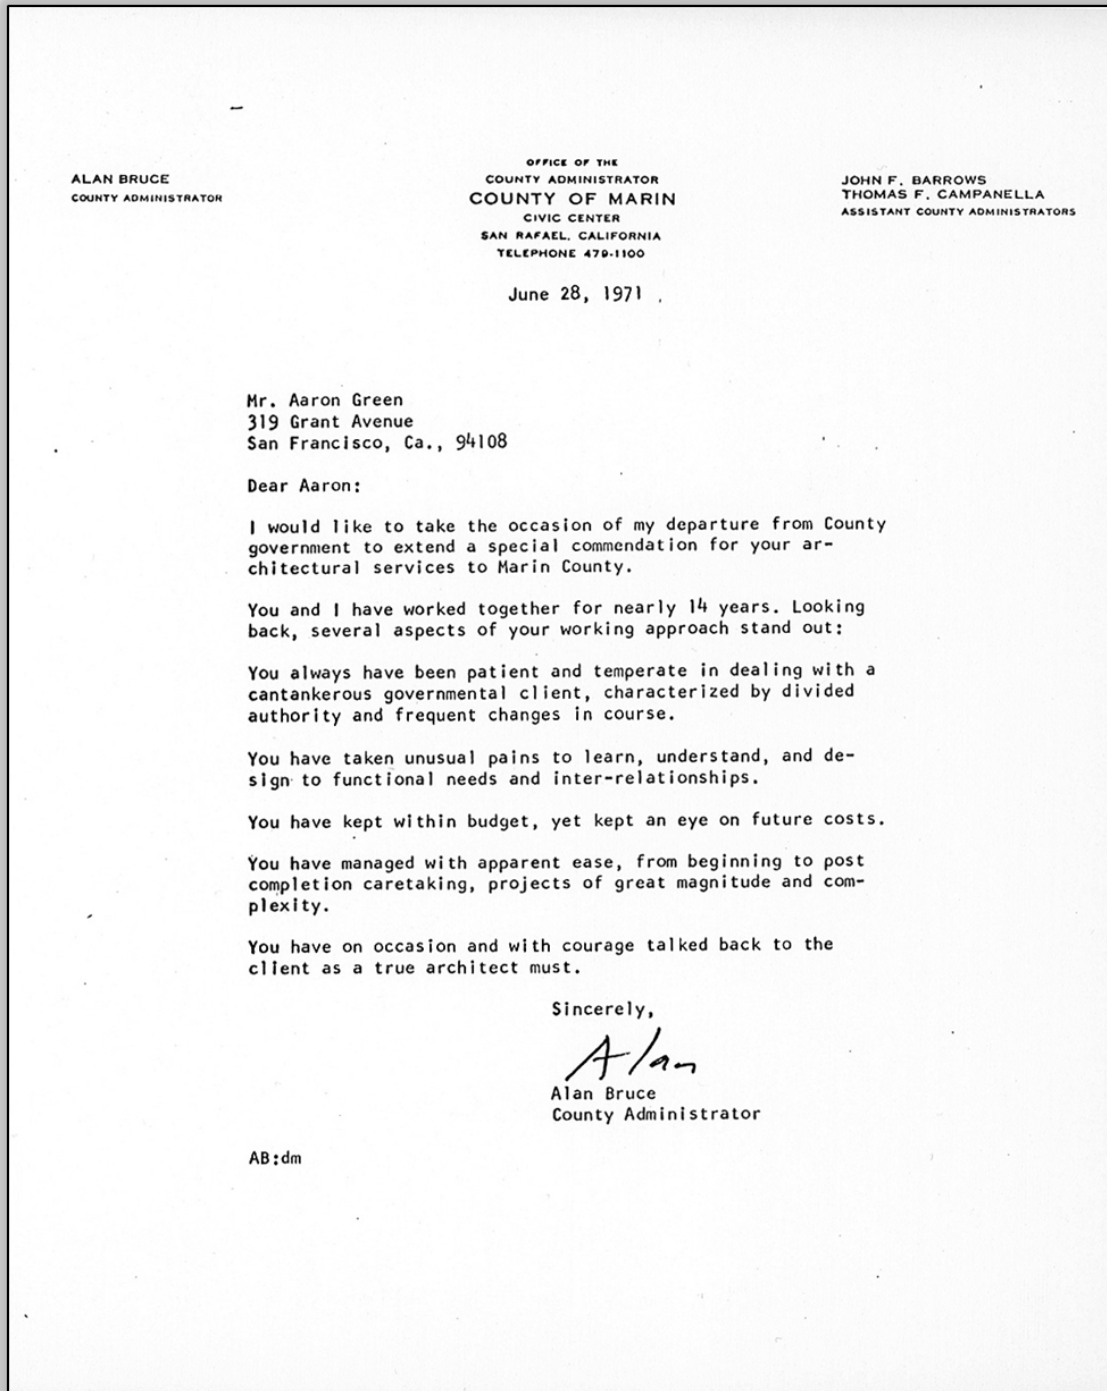 OFFICE OF THE
ALAN BRUCE
COUNTY ADMINISTRATOR
COUNTY ADMINISTRATOR
COUNTY OF MARIN
CIVIC CENTER
SAN RAFAEL, CALIFORNIA
TELEPHONE 479-1100
JOHN F. BARROWS
THOMAS F. CAMPANELLA
ASSISTANT COUNTY ADMINISTRATORS
June 28, 1971
Mr. Aaron Green
319 Grant Avenue
San Francisco, Ca., 94108
Dear Aaron:
I would like to take the occasion of my departure from County
government to extend a special commendation for your ar-
chitectural services to Marin County.
You and I have worked together for nearly 14 years. Looking
back, several aspects of your working approach stand out:
You always have been patient and temperate in dealing with a
cantankerous governmental client, characterized by divided
authority and frequent changes in course.
You have taken unusual pains to learn, understand, and de-
sign to functional needs and inter-relationships.
You have kept within budget, yet kept an eye on future costs.
You have managed with apparent ease, from beginning to post
completion caretaking, projects of great magnitude and com-
plexity.
You have on occasion and with courage talked back to the
client as a true architect must.
Sincerely,
Alan
Alan Bruce
County Administrator
AB:dm